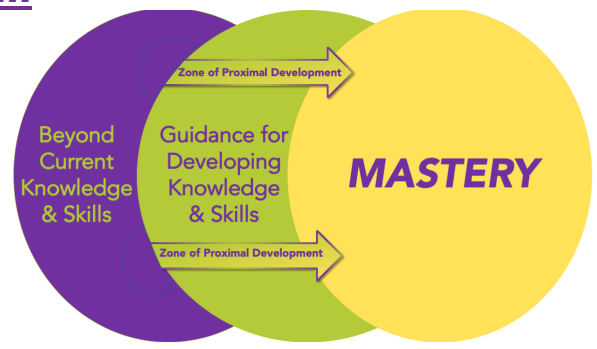 Zone of Proximal Development
Beyond
Current
Knowledge
& Skills
Guidance for
Developing
Knowledge
& Skills
MASTERY
Zone of Proximal Development